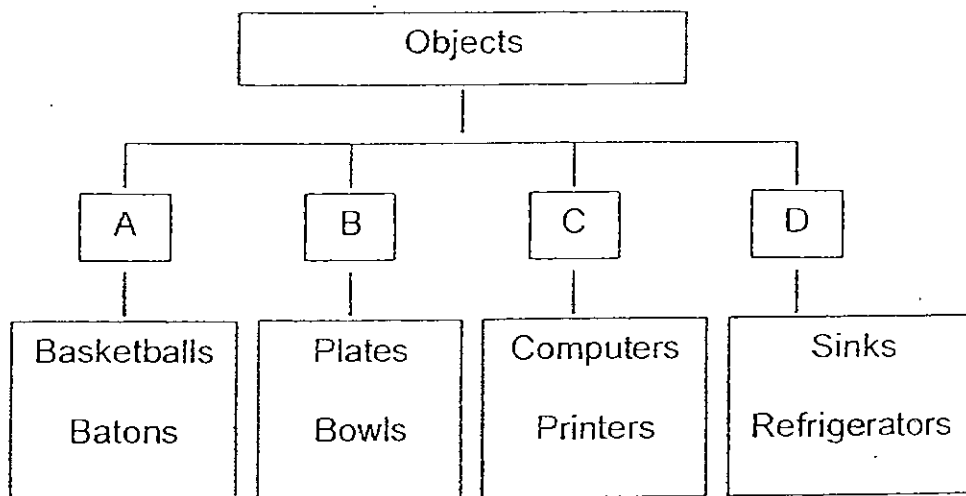 Objects
A
B
C
D
Basketballs
Batons
Plates
Bowls
Computers
Printers
Sinks
Refrigerators